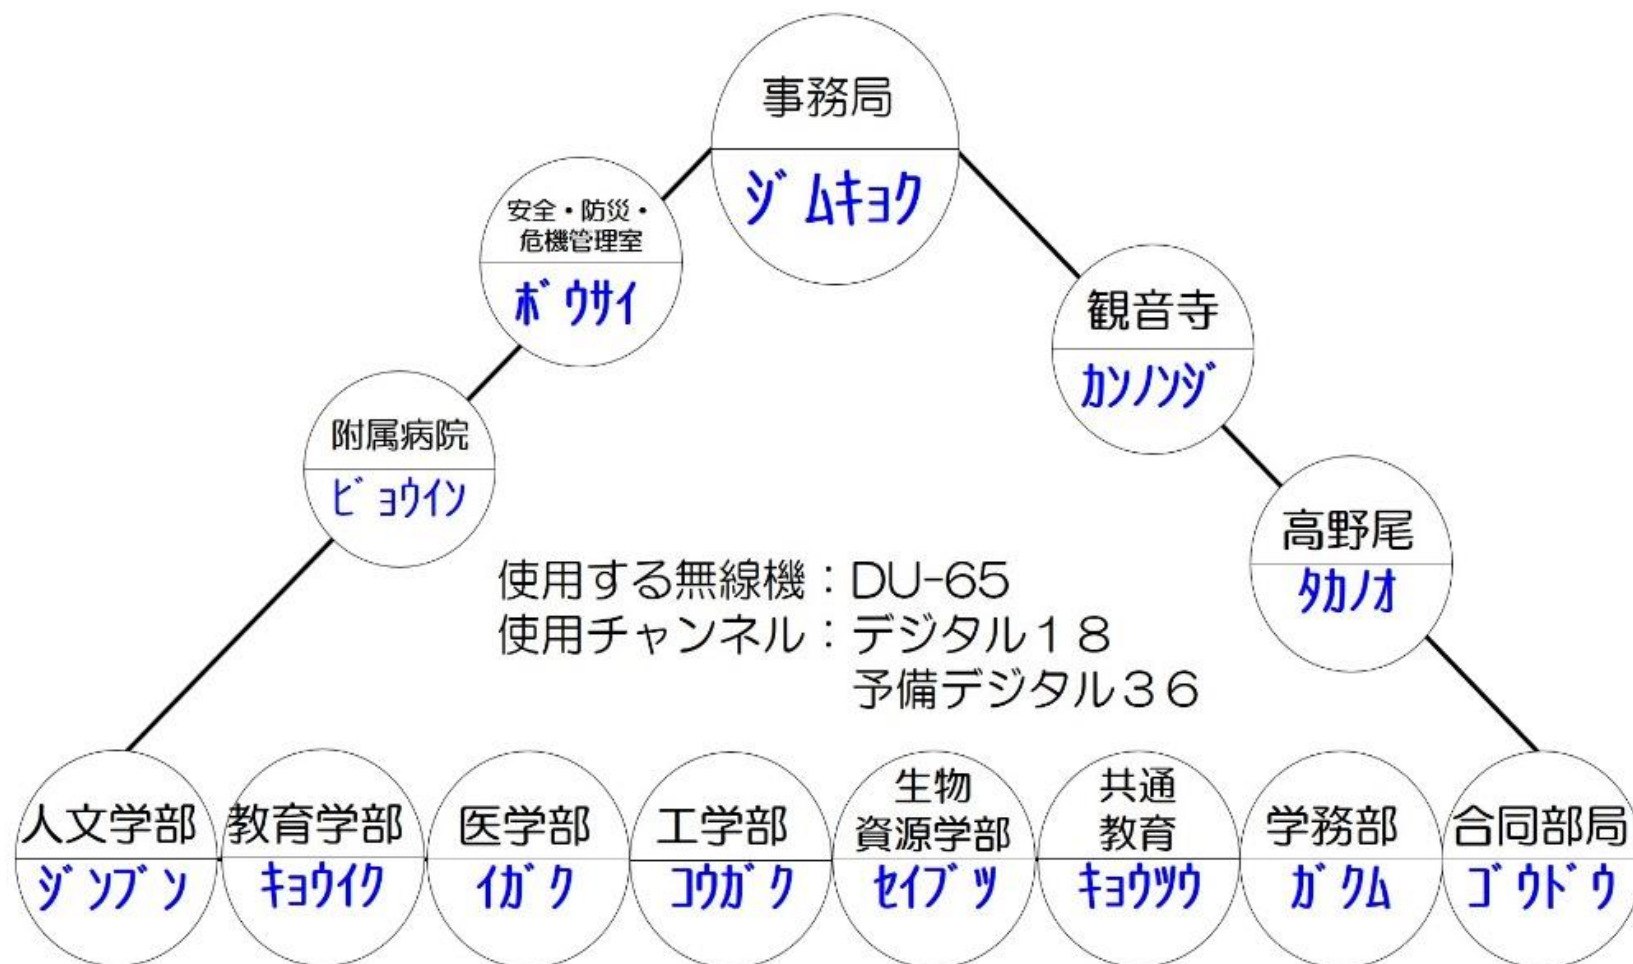 事務局
ｼﾞﾑｷｮｸ
安全・防災・
危機管理室
ﾎﾞｳｻｲ
観音寺
ｶﾝﾉﾝｼﾞ
附属病院
ﾋﾞｮｳｲﾝ
高野尾
ﾀｶﾉｵ
使用する無線機：DU-65
使用チャンネル：デジタル１８
予備デジタル３６
人文学部
ｼﾞﾝﾌﾞﾝ
教育学部
ｷｮｳｲｸ
医学部
ｲｶﾞｸ
工学部
ｺｳｶﾞｸ
生物
資源学部
ｾｲﾌﾞﾂ
共通
教育
ｷｮｳﾂｳ
学務部
ｶﾞｸﾑ
合同部局
ｺﾞｳﾄﾞｳ